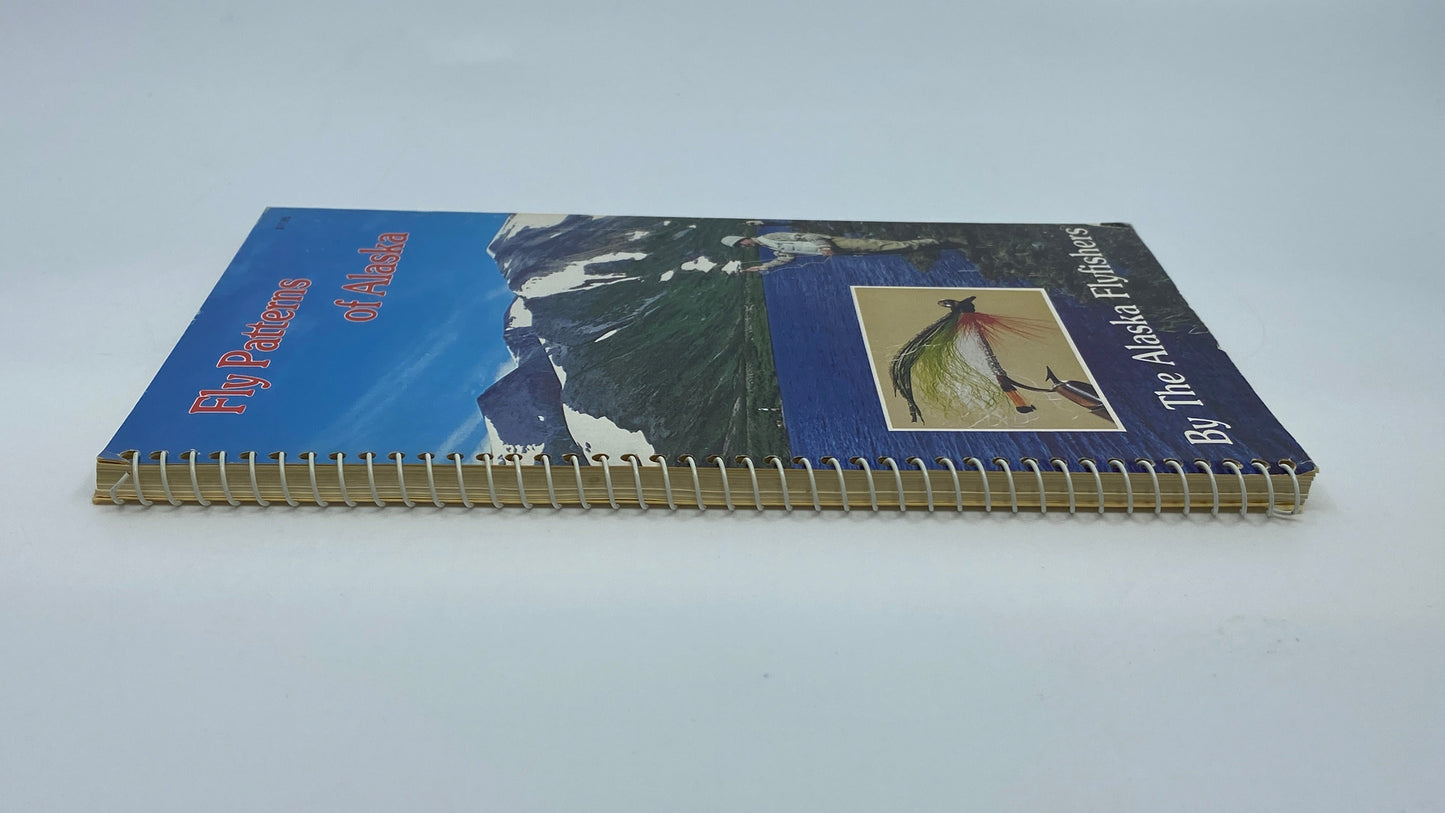 Fly Patterns
of Alaska
By The Alaska Flyfishers